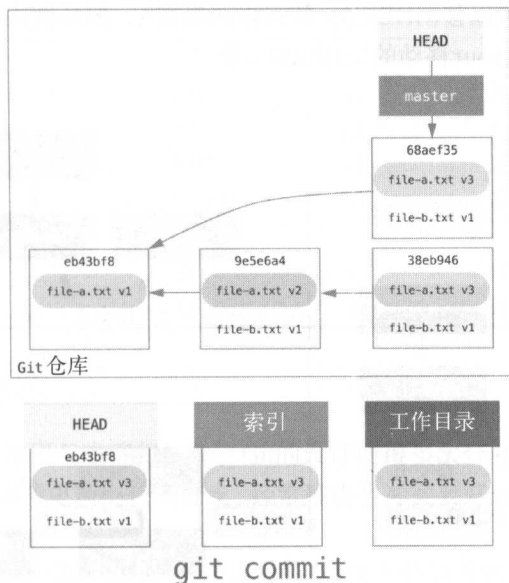 HEAD
master
68aef35
file-a.txt v3
file-b.txt v1
eb43bf8
file-a.txt v1
9e5e6a4
file-a.txt v2
file-b.txt v1
38eb946
file-a.txt v3
file-b.txt v1
Git 仓库
HEAD
eb43bf8
file-a.txt v3
file-b.txt v1
索引
file-a.txt v3
file-b.txt v1
工作目录
file-a.txt v3
file-b.txt v1
git commit